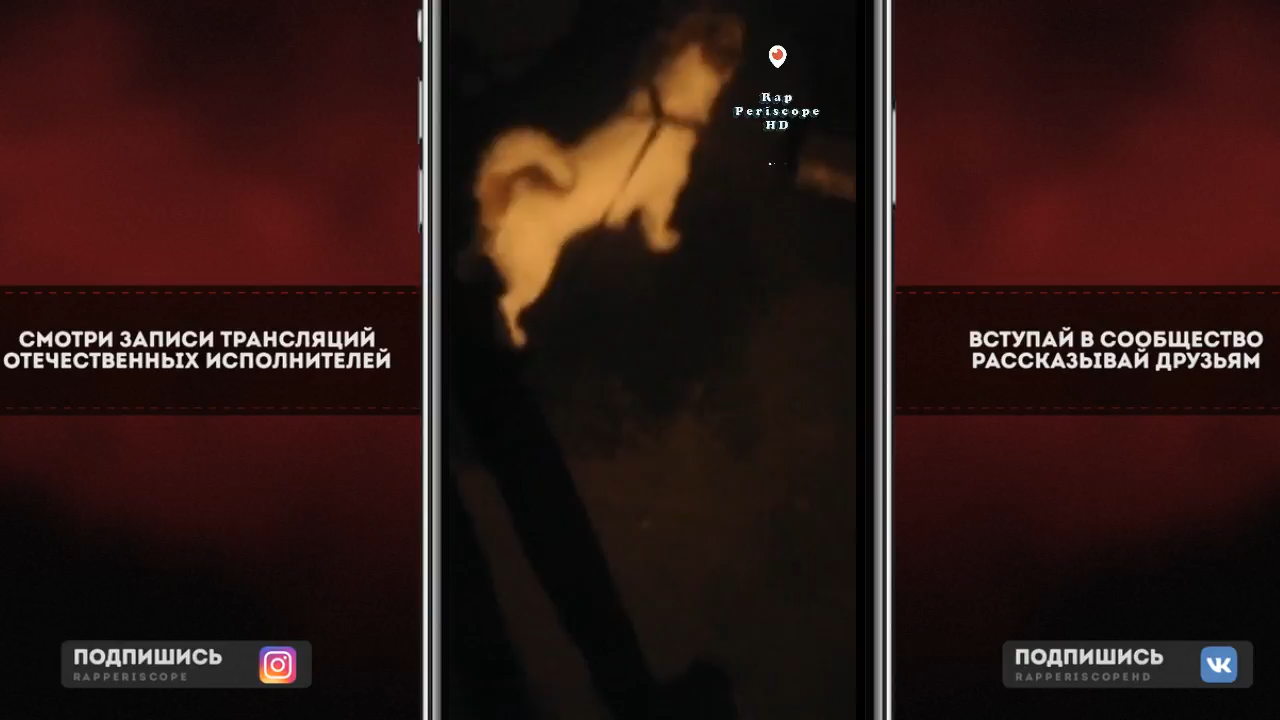 Rap
Periscope
HD
СМОТРИ ЗАПИСИ ТРАНСЛЯЦИЙ
ОТЕЧЕСТВЕННЫХ ИСПОЛНИТЕЛЕЙ
ВСТУПАЙ В СООБЩЕСТВО
РАССКАЗЫВАЙ ДРУЗЬЯМ
ПОДПИШИСЬ
RAPPERISCOPE
ПОДПИШИСЬ
RAPPERISCOPEHD